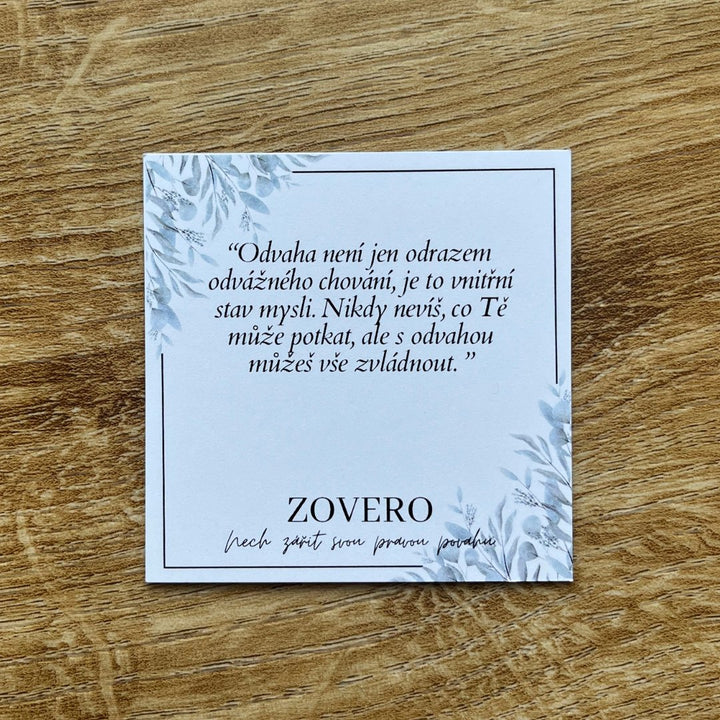 “Odvaha není jen odrazem
odvážného chování, je to vnitřní
stav mysli. Nikdy nevíš, co Tě
může potkat, ale s odvahou
můžeš vše zvládnout.”
ZOVERO
Nech zářit svou pravou povahu